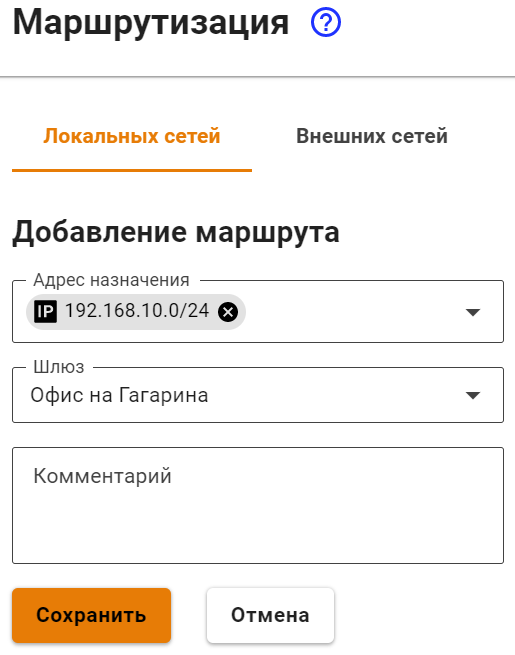 Маршрутизация ?
Локальных сетей Внешних сетей
Добавление маршрута
Адрес назначения
IP 192.168.10.0/24
Шлюз
Офис на Гагарина
Комментарий
Сохранить Отмена